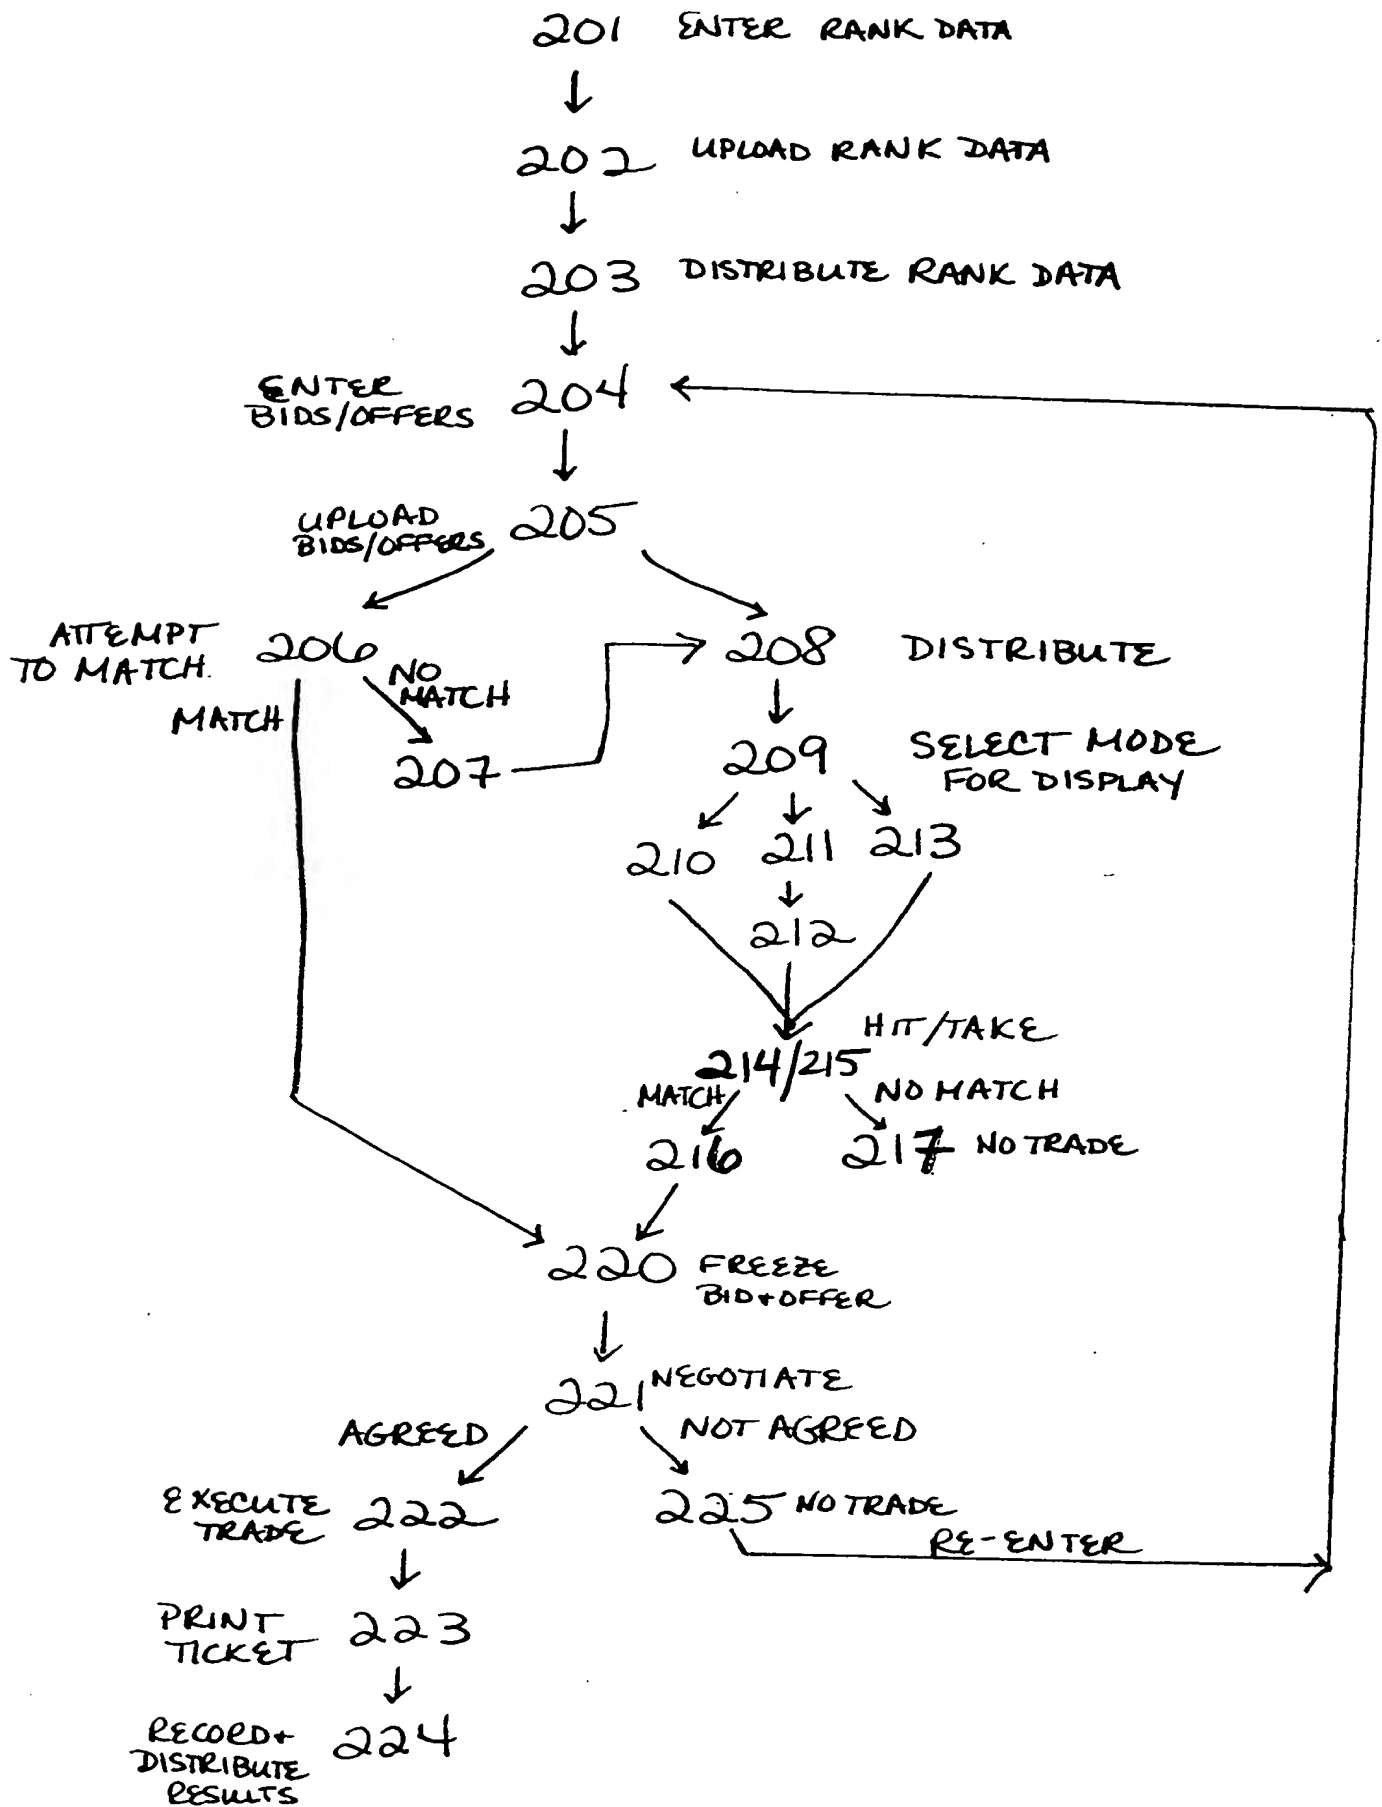 201 ENTER RANK DATA
202 UPLOAD RANK DATA
203 DISTRIBUTE RANK DATA
ENTER
BIDS/OFFERS 204
UPLOAD
BIDS/OFFERS 205
ATTEMPT
TO MATCH. 206
NO
MATCH
MATCH
207
208 DISTRIBUTE
209 SELECT MODE
FOR DISPLAY
210 211 213
212
HIT/TAKE
214/215
MATCH NO MATCH
216 217 NO TRADE
220 FREEZE
BID + OFFER
221 NEGOTIATE
AGREED NOT AGREED
EXECUTE
TRADE 222
225 NO TRADE
RE-ENTER
PRINT
TICKET 223
RECORD +
DISTRIBUTE
RESULTS 224